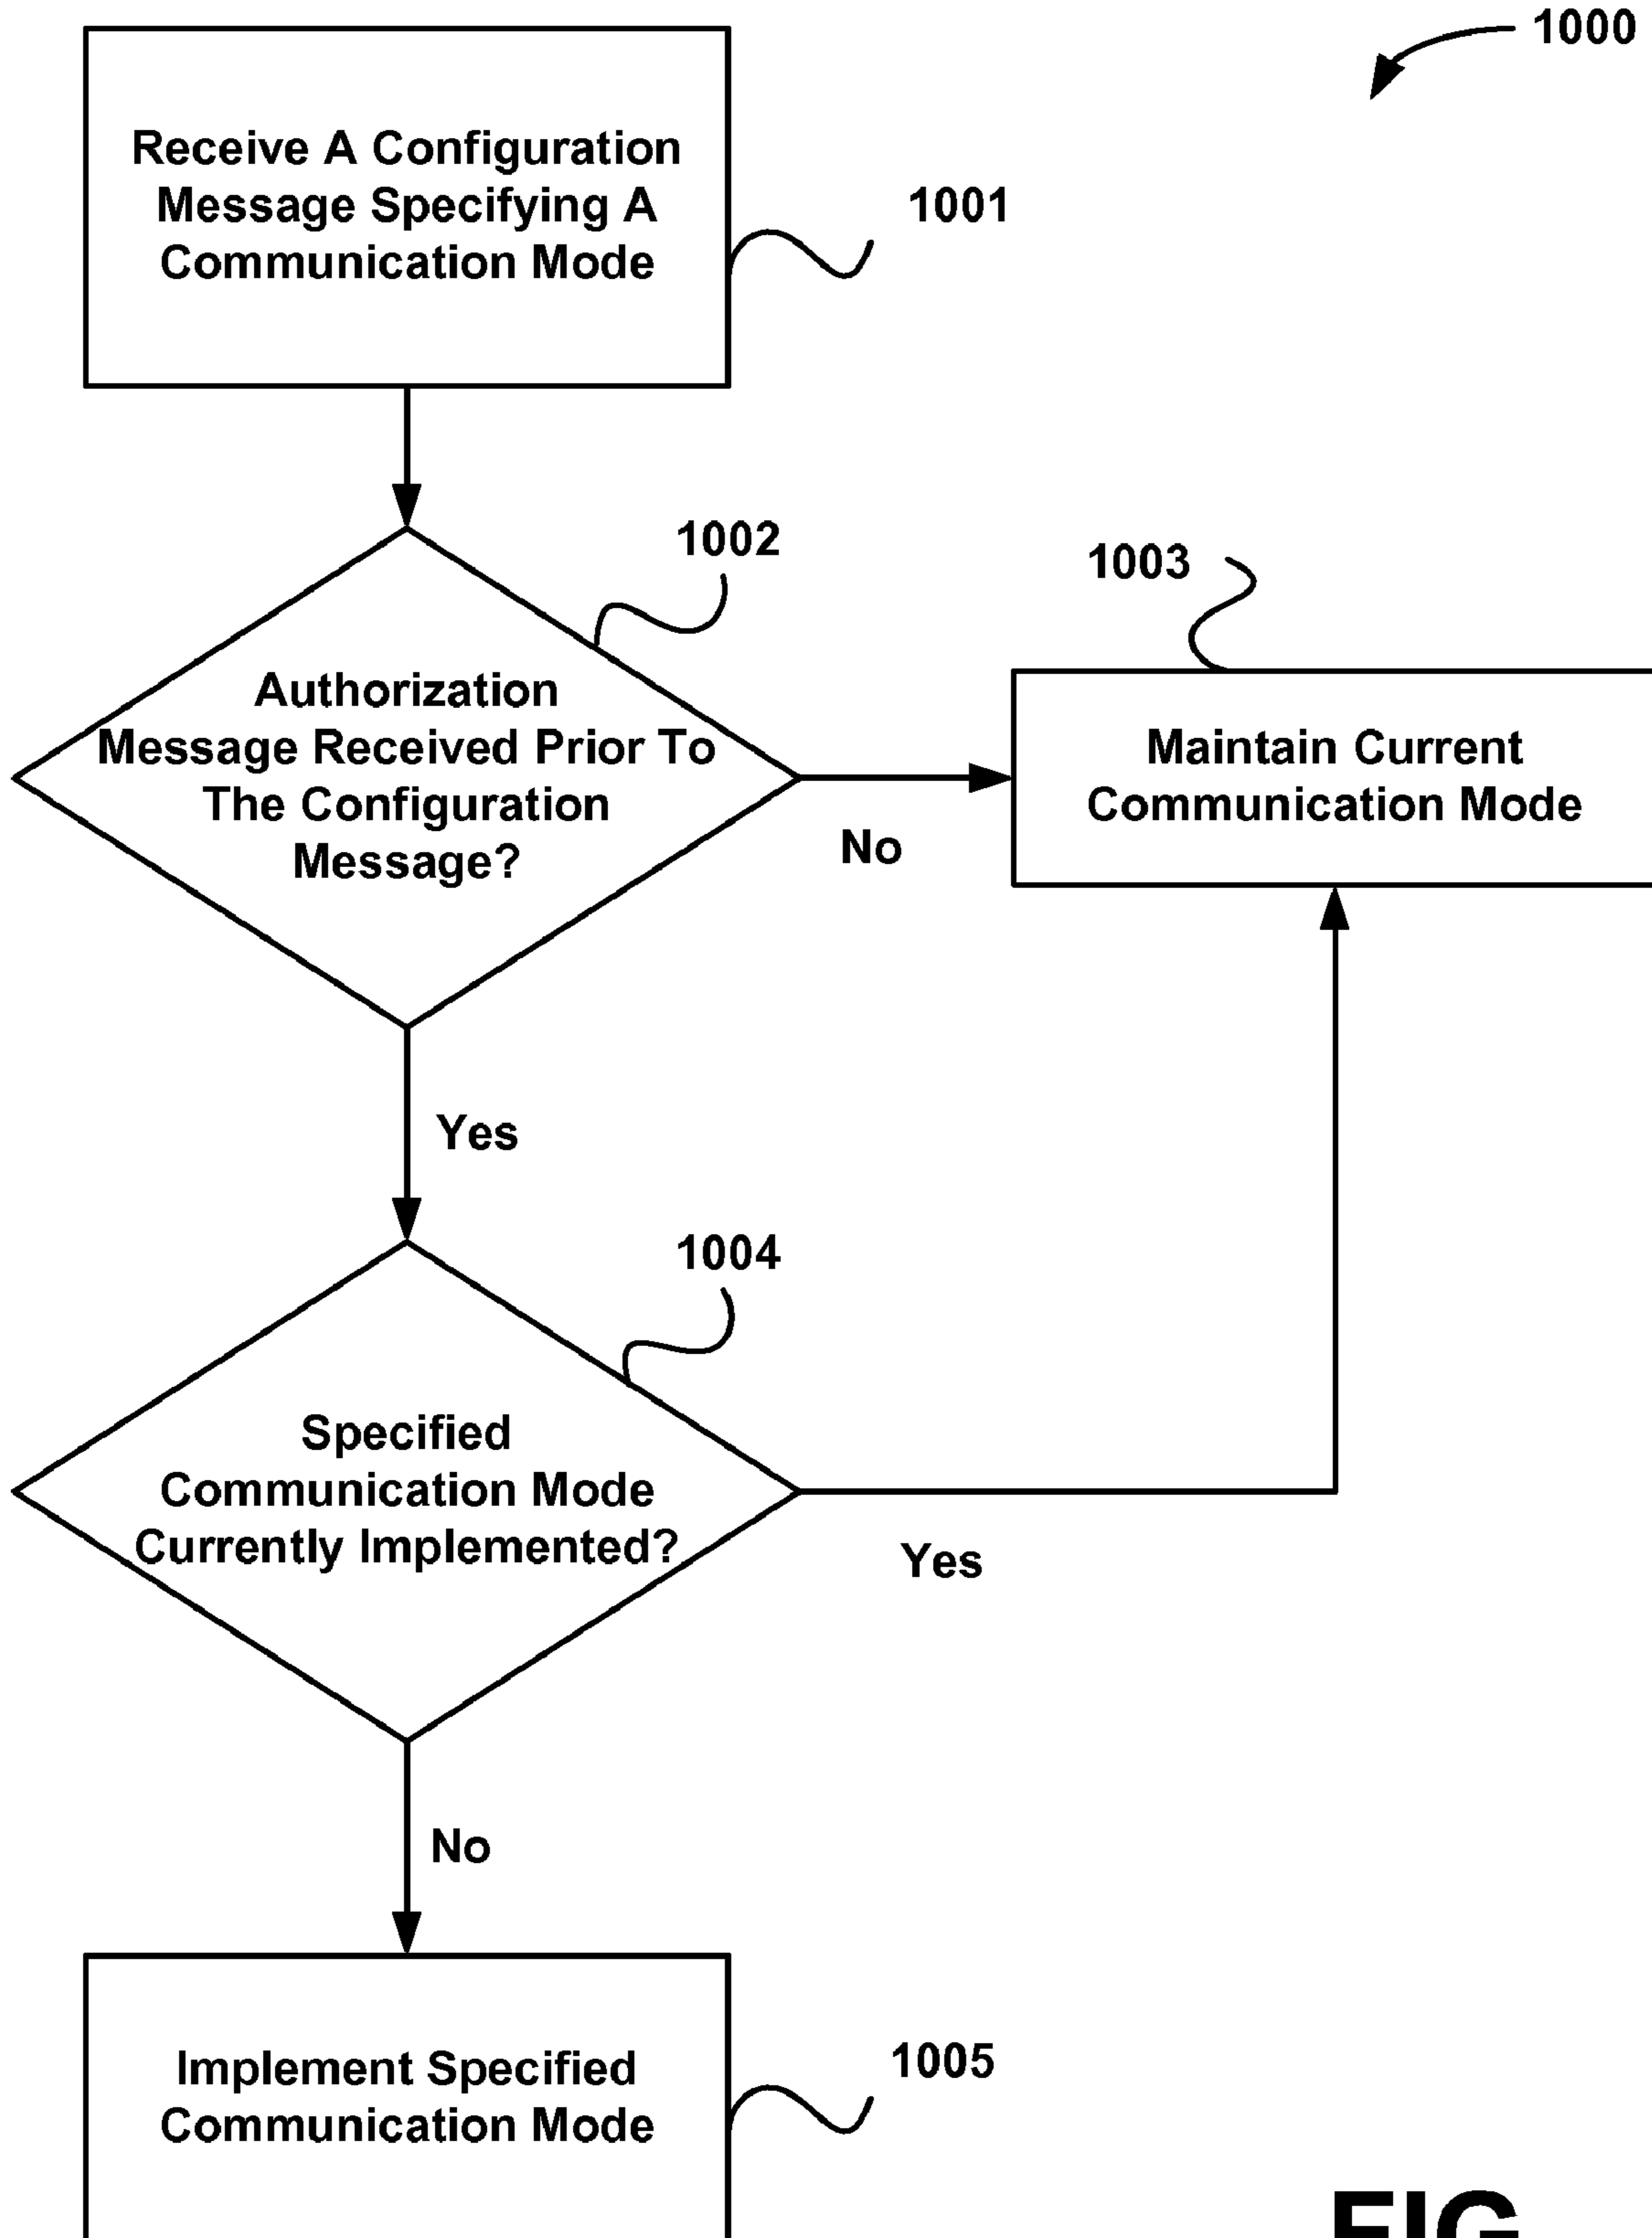 1000
Receive A Configuration
Message Specifying A
Communication Mode
1001
1002
Authorization
Message Received Prior To
The Configuration
Message?
1003
Maintain Current
Communication Mode
No
Yes
1004
Specified
Communication Mode
Currently Implemented?
Yes
No
Implement Specified
Communication Mode
1005
FIG